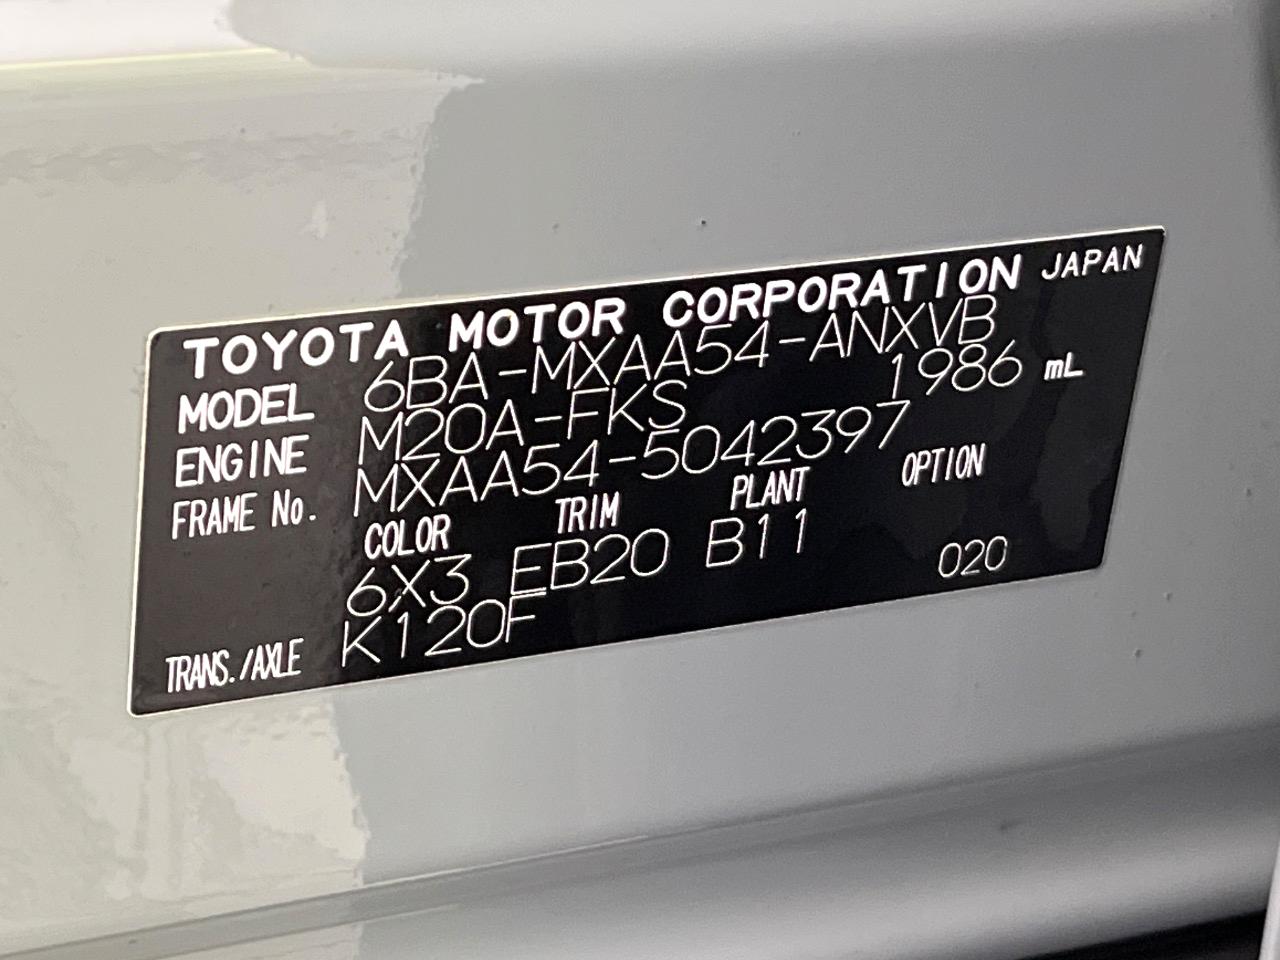 TOYOTA MOTOR CORPORATION JAPAN
MODEL 6BA-MXAA54-ANXVB
ENGINE M20A-FKS 1986 mL
FRAME No. MXAA54-5042397
COLOR TRIM PLANT OPTION
6X3 EB20 B11 020
TRANS./AXLE K120F